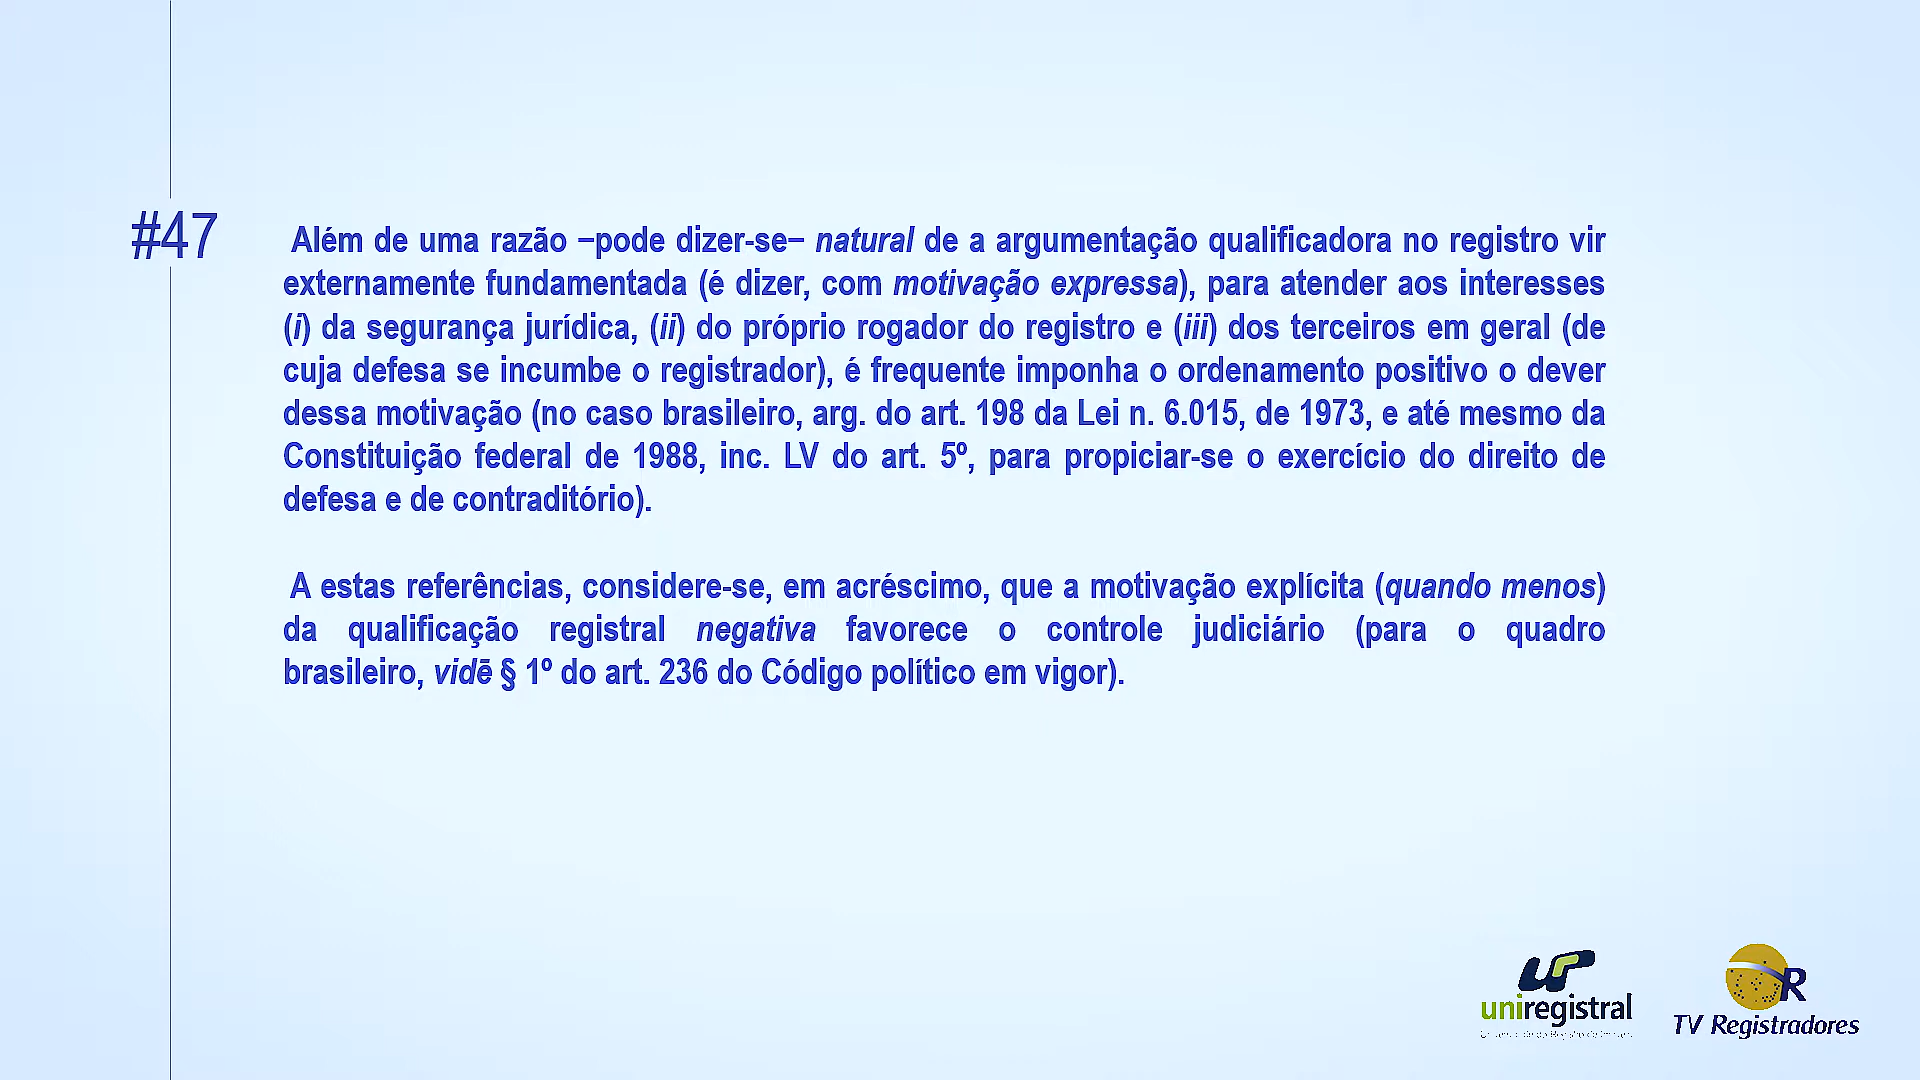 #47
Além de uma razão −pode dizer-se− natural de a argumentação qualificadora no registro vir
externamente fundamentada (é dizer, com motivação expressa), para atender aos interesses
(i) da segurança jurídica, (ii) do próprio rogador do registro e (iii) dos terceiros em geral (de
cuja defesa se incumbe o registrador), é frequente imponha o ordenamento positivo o dever
dessa motivação (no caso brasileiro, arg. do art. 198 da Lei n. 6.015, de 1973, e até mesmo da
Constituição federal de 1988, inc. LV do art. 5º, para propiciar-se o exercício do direito de
defesa e de contraditório).
A estas referências, considere-se, em acréscimo, que a motivação explícita (quando menos)
da qualificação registral negativa favorece o controle judiciário (para o quadro
brasileiro, vidē § 1º do art. 236 do Código político em vigor).
uniregistral
TV Registradores